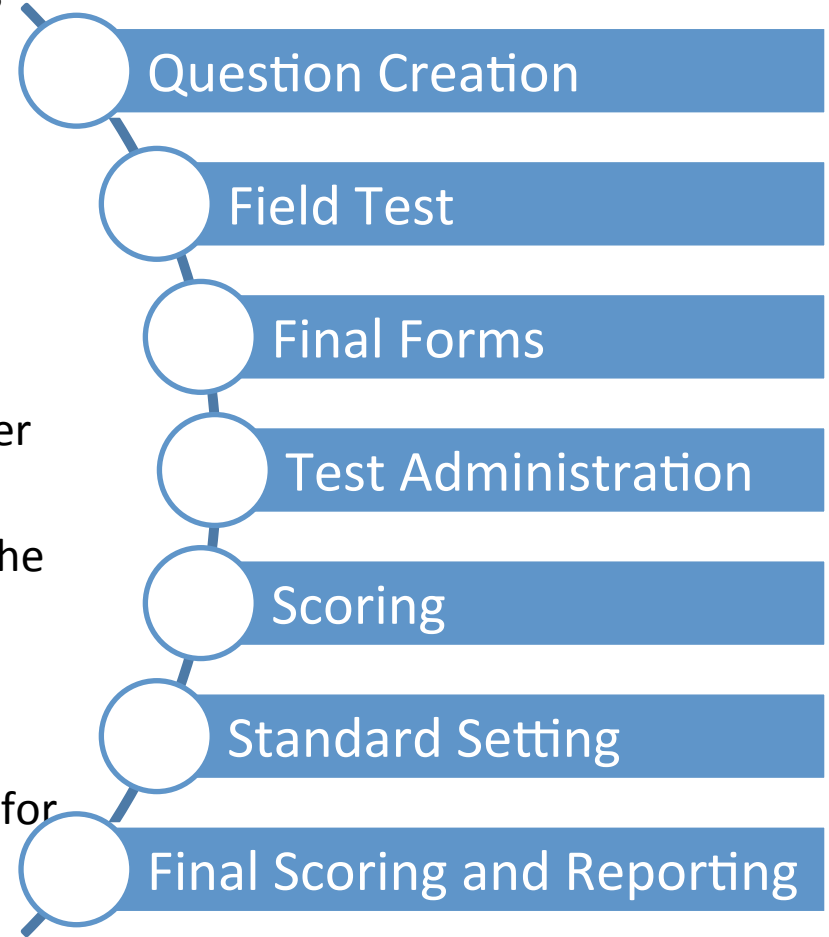 Question Creation
Field Test
Final Forms
er
Test Administration
he
Scoring
Standard Setting
for
Final Scoring and Reporting